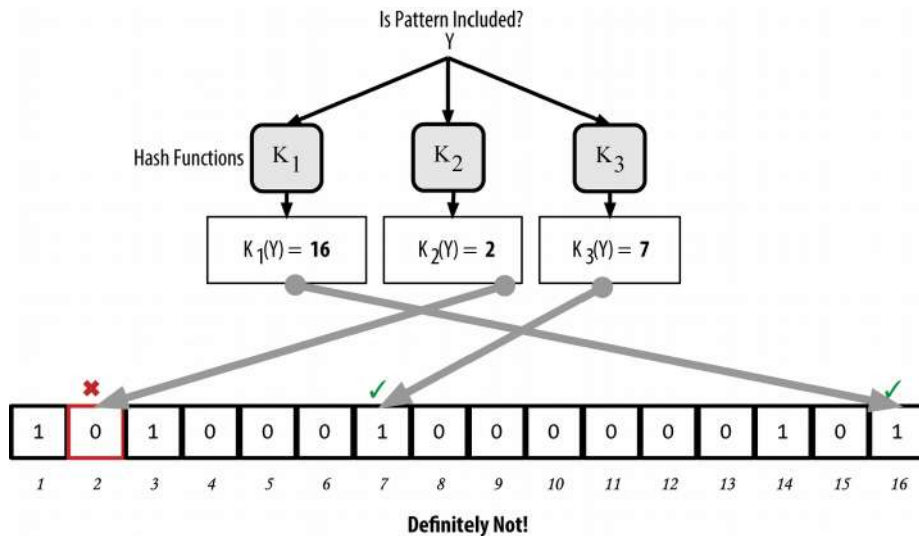 Is Pattern Included?
Y
Hash Functions K1 K2 K3
K1(Y) = 16 K2(Y) = 2 K3(Y) = 7
✖ ✓ ✓
1 0 1 0 0 0 1 0 0 0 0 0 0 1 0 1
1 2 3 4 5 6 7 8 9 10 11 12 13 14 15 16
Definitely Not!